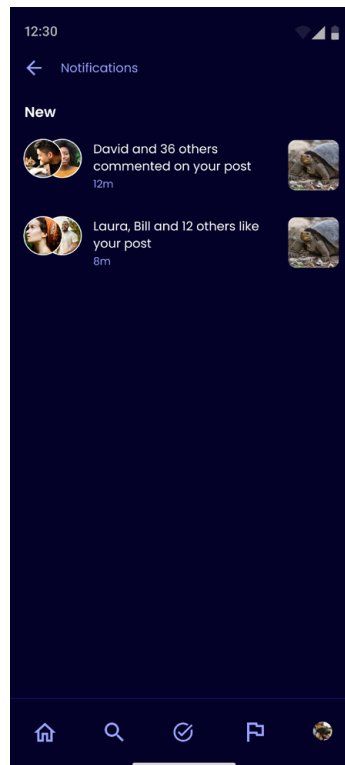 12:30
Notifications
New
David and 36 others
commented on your post
12m
Laura, Bill and 12 others like
your post
8m